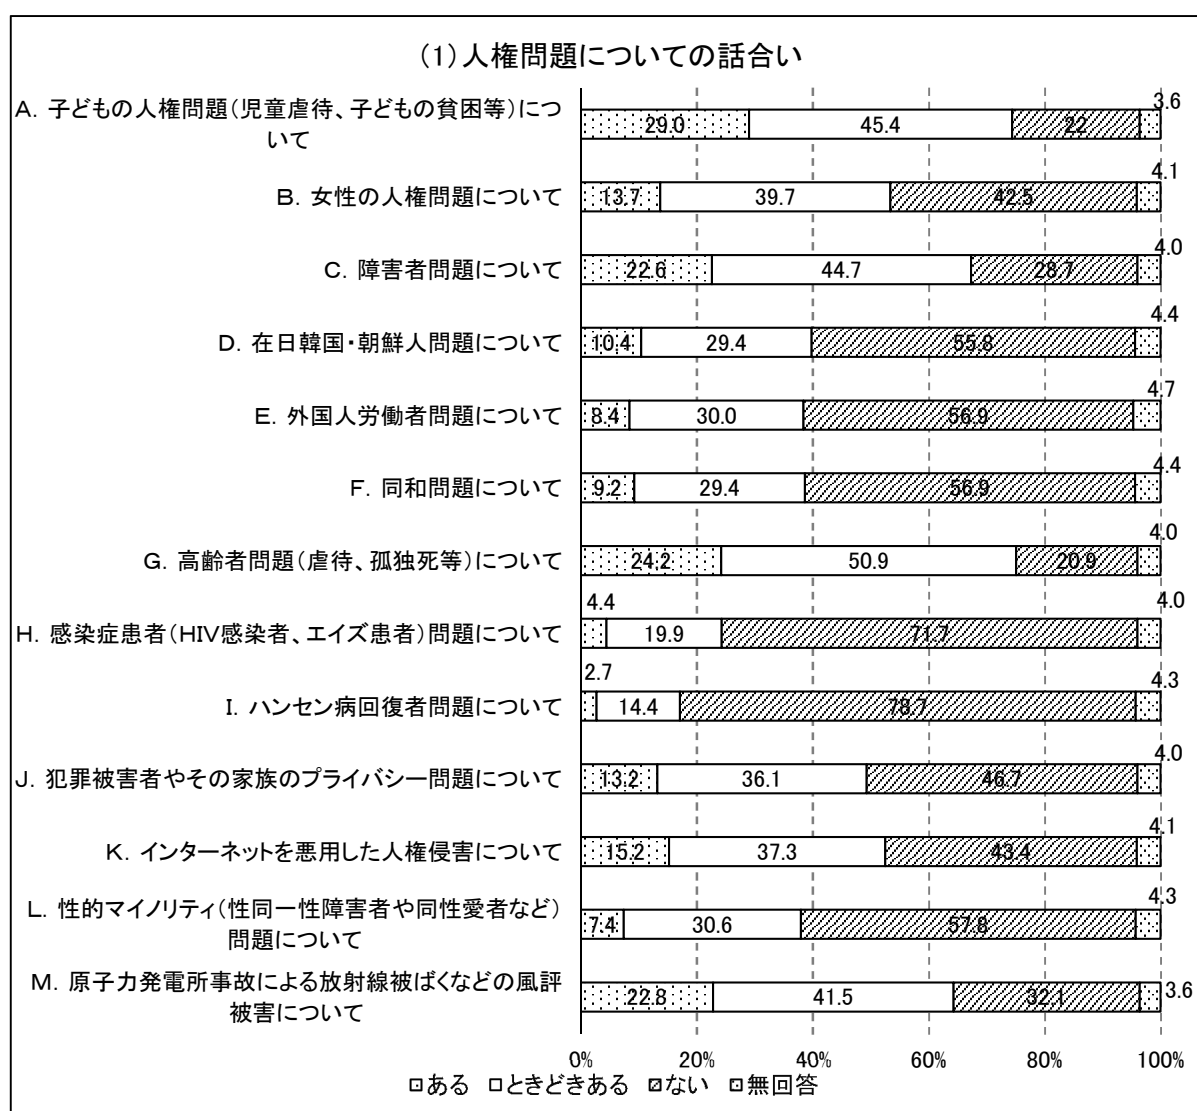 (1)人権問題についての話合い
A. 子どもの人権問題(児童虐待、子どもの貧困等)につ
いて
29.0 45.4 22 3.6
B. 女性の人権問題について
13.7 39.7 42.5 4.1
C. 障害者問題について
22.6 44.7 28.7 4.0
D. 在日韓国・朝鮮人問題について
10.4 29.4 55.8 4.4
E. 外国人労働者問題について
8.4 30.0 56.9 4.7
F. 同和問題について
9.2 29.4 56.9 4.4
G. 高齢者問題(虐待、孤独死等)について
24.2 50.9 20.9 4.0
H. 感染症患者(HIV感染者、エイズ患者)問題について
4.4 19.9 71.7 4.0
I. ハンセン病回復者問題について
2.7 14.4 78.7 4.3
J. 犯罪被害者やその家族のプライバシー問題について
13.2 36.1 46.7 4.0
K. インターネットを悪用した人権侵害について
15.2 37.3 43.4 4.1
L. 性的マイノリティ(性同一性障害者や同性愛者など)
問題について
7.4 30.6 57.8 4.3
M. 原子力発電所事故による放射線被ばくなどの風評
被害について
22.8 41.5 32.1 3.6
0% 20% 40% 60% 80% 100%
ある ときどきある ない 無回答